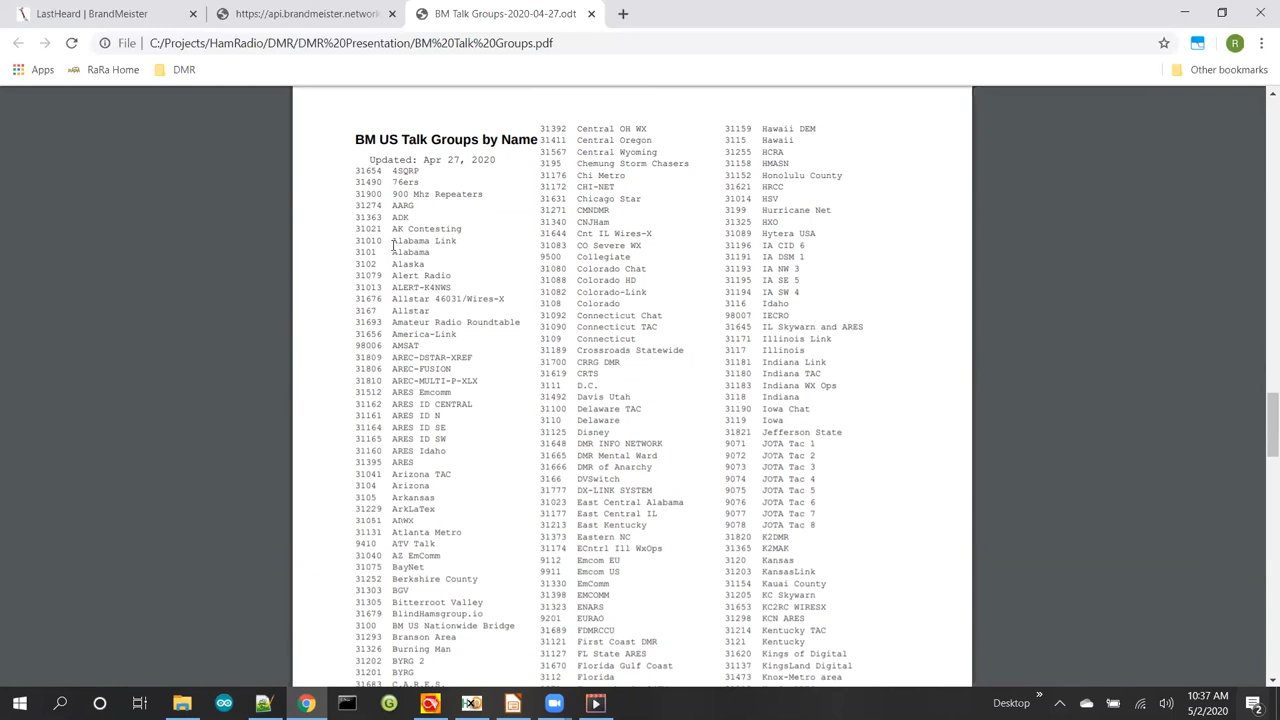 LastHeard | BrandMeister
https://api.brandmeister.network
BM Talk Groups-2020-04-27.odt
File
C:/Projects/HamRadio/DMR/DMR%20Presentation/BM%20Talk%20Groups.pdf
R
Apps
RaRa Home
DMR
Other bookmarks
BM US Talk Groups by Name
Updated: Apr 27, 2020
31654 4SQRP
31490 76ers
31900 900 Mhz Repeaters
31274 AARG
31363 ADK
31021 AK Contesting
31010 Alabama Link
3101 Alabama
3102 Alaska
31079 Alert Radio
31013 ALERT-K4NWS
31676 Allstar 46031/Wires-X
3167 Allstar
31693 Amateur Radio Roundtable
31656 America-Link
98006 AMSAT
31809 AREC-DSTAR-XREF
31806 AREC-FUSION
31810 AREC-MULTI-P-XLX
31512 ARES Emcomm
31162 ARES ID CENTRAL
31161 ARES ID N
31164 ARES ID SE
31165 ARES ID SW
31160 ARES Idaho
31395 ARES
31041 Arizona TAC
3104 Arizona
3105 Arkansas
31229 ArkLaTex
31051 ARWX
31131 Atlanta Metro
9410 ATV Talk
31040 AZ EmComm
31075 BayNet
31252 Berkshire County
31303 BGV
31305 Bitterroot Valley
31679 BlindHamsgroup.io
3100 BM US Nationwide Bridge
31293 Branson Area
31326 Burning Man
31202 BYRG 2
31201 BYRG
31683 C.A.R.E.S.
31392 Central OH WX
31411 Central Oregon
31567 Central Wyoming
3195 Chemung Storm Chasers
31176 Chi Metro
31172 CHI-NET
31631 Chicago Star
31271 CMNDMR
31340 CNJHam
31644 Cnt IL Wires-X
31083 CO Severe WX
9500 Collegiate
31080 Colorado Chat
31088 Colorado HD
31082 Colorado-Link
3108 Colorado
31092 Connecticut Chat
31090 Connecticut TAC
3109 Connecticut
31189 Crossroads Statewide
31700 CRRG DMR
31619 CRTS
3111 D.C.
31492 Davis Utah
31100 Delaware TAC
3110 Delaware
31125 Disney
31648 DMR INFO NETWORK
31665 DMR Mental Ward
31666 DMR of Anarchy
3166 DVSwitch
31777 DX-LINK SYSTEM
31023 East Central Alabama
31177 East Central IL
31213 East Kentucky
31373 Eastern NC
31174 ECntrl Ill WxOps
9112 Emcom EU
9911 Emcom US
31330 EmComm
31398 EMCOMM
31323 ENARS
9201 EURAO
31689 FDMRCCU
31121 First Coast DMR
31127 FL State ARES
31670 Florida Gulf Coast
3112 Florida
31159 Hawaii DEM
3115 Hawaii
31255 HCRA
31158 HMASN
31152 Honolulu County
31621 HRCC
31014 HSV
3199 Hurricane Net
31325 HXO
31089 Hytera USA
31196 IA CID 6
31191 IA DSM 1
31193 IA NW 3
31195 IA SE 5
31194 IA SW 4
3116 Idaho
98007 IECRO
31645 IL Skywarn and ARES
31171 Illinois Link
3117 Illinois
31181 Indiana Link
31180 Indiana TAC
31183 Indiana WX Ops
3118 Indiana
31190 Iowa Chat
3119 Iowa
31821 Jefferson State
9071 JOTA Tac 1
9072 JOTA Tac 2
9073 JOTA Tac 3
9074 JOTA Tac 4
9075 JOTA Tac 5
9076 JOTA Tac 6
9077 JOTA Tac 7
9078 JOTA Tac 8
31820 K2DMR
31365 K2MAK
3120 Kansas
31203 KansasLink
31154 Kauai County
31205 KC Skywarn
31653 KC2RC WIRESX
31298 KCN ARES
31214 Kentucky TAC
3121 Kentucky
31620 Kings of Digital
31137 KingsLand Digital
31473 Knox-Metro area
Desktop
10:37 AM
5/2/2020
2